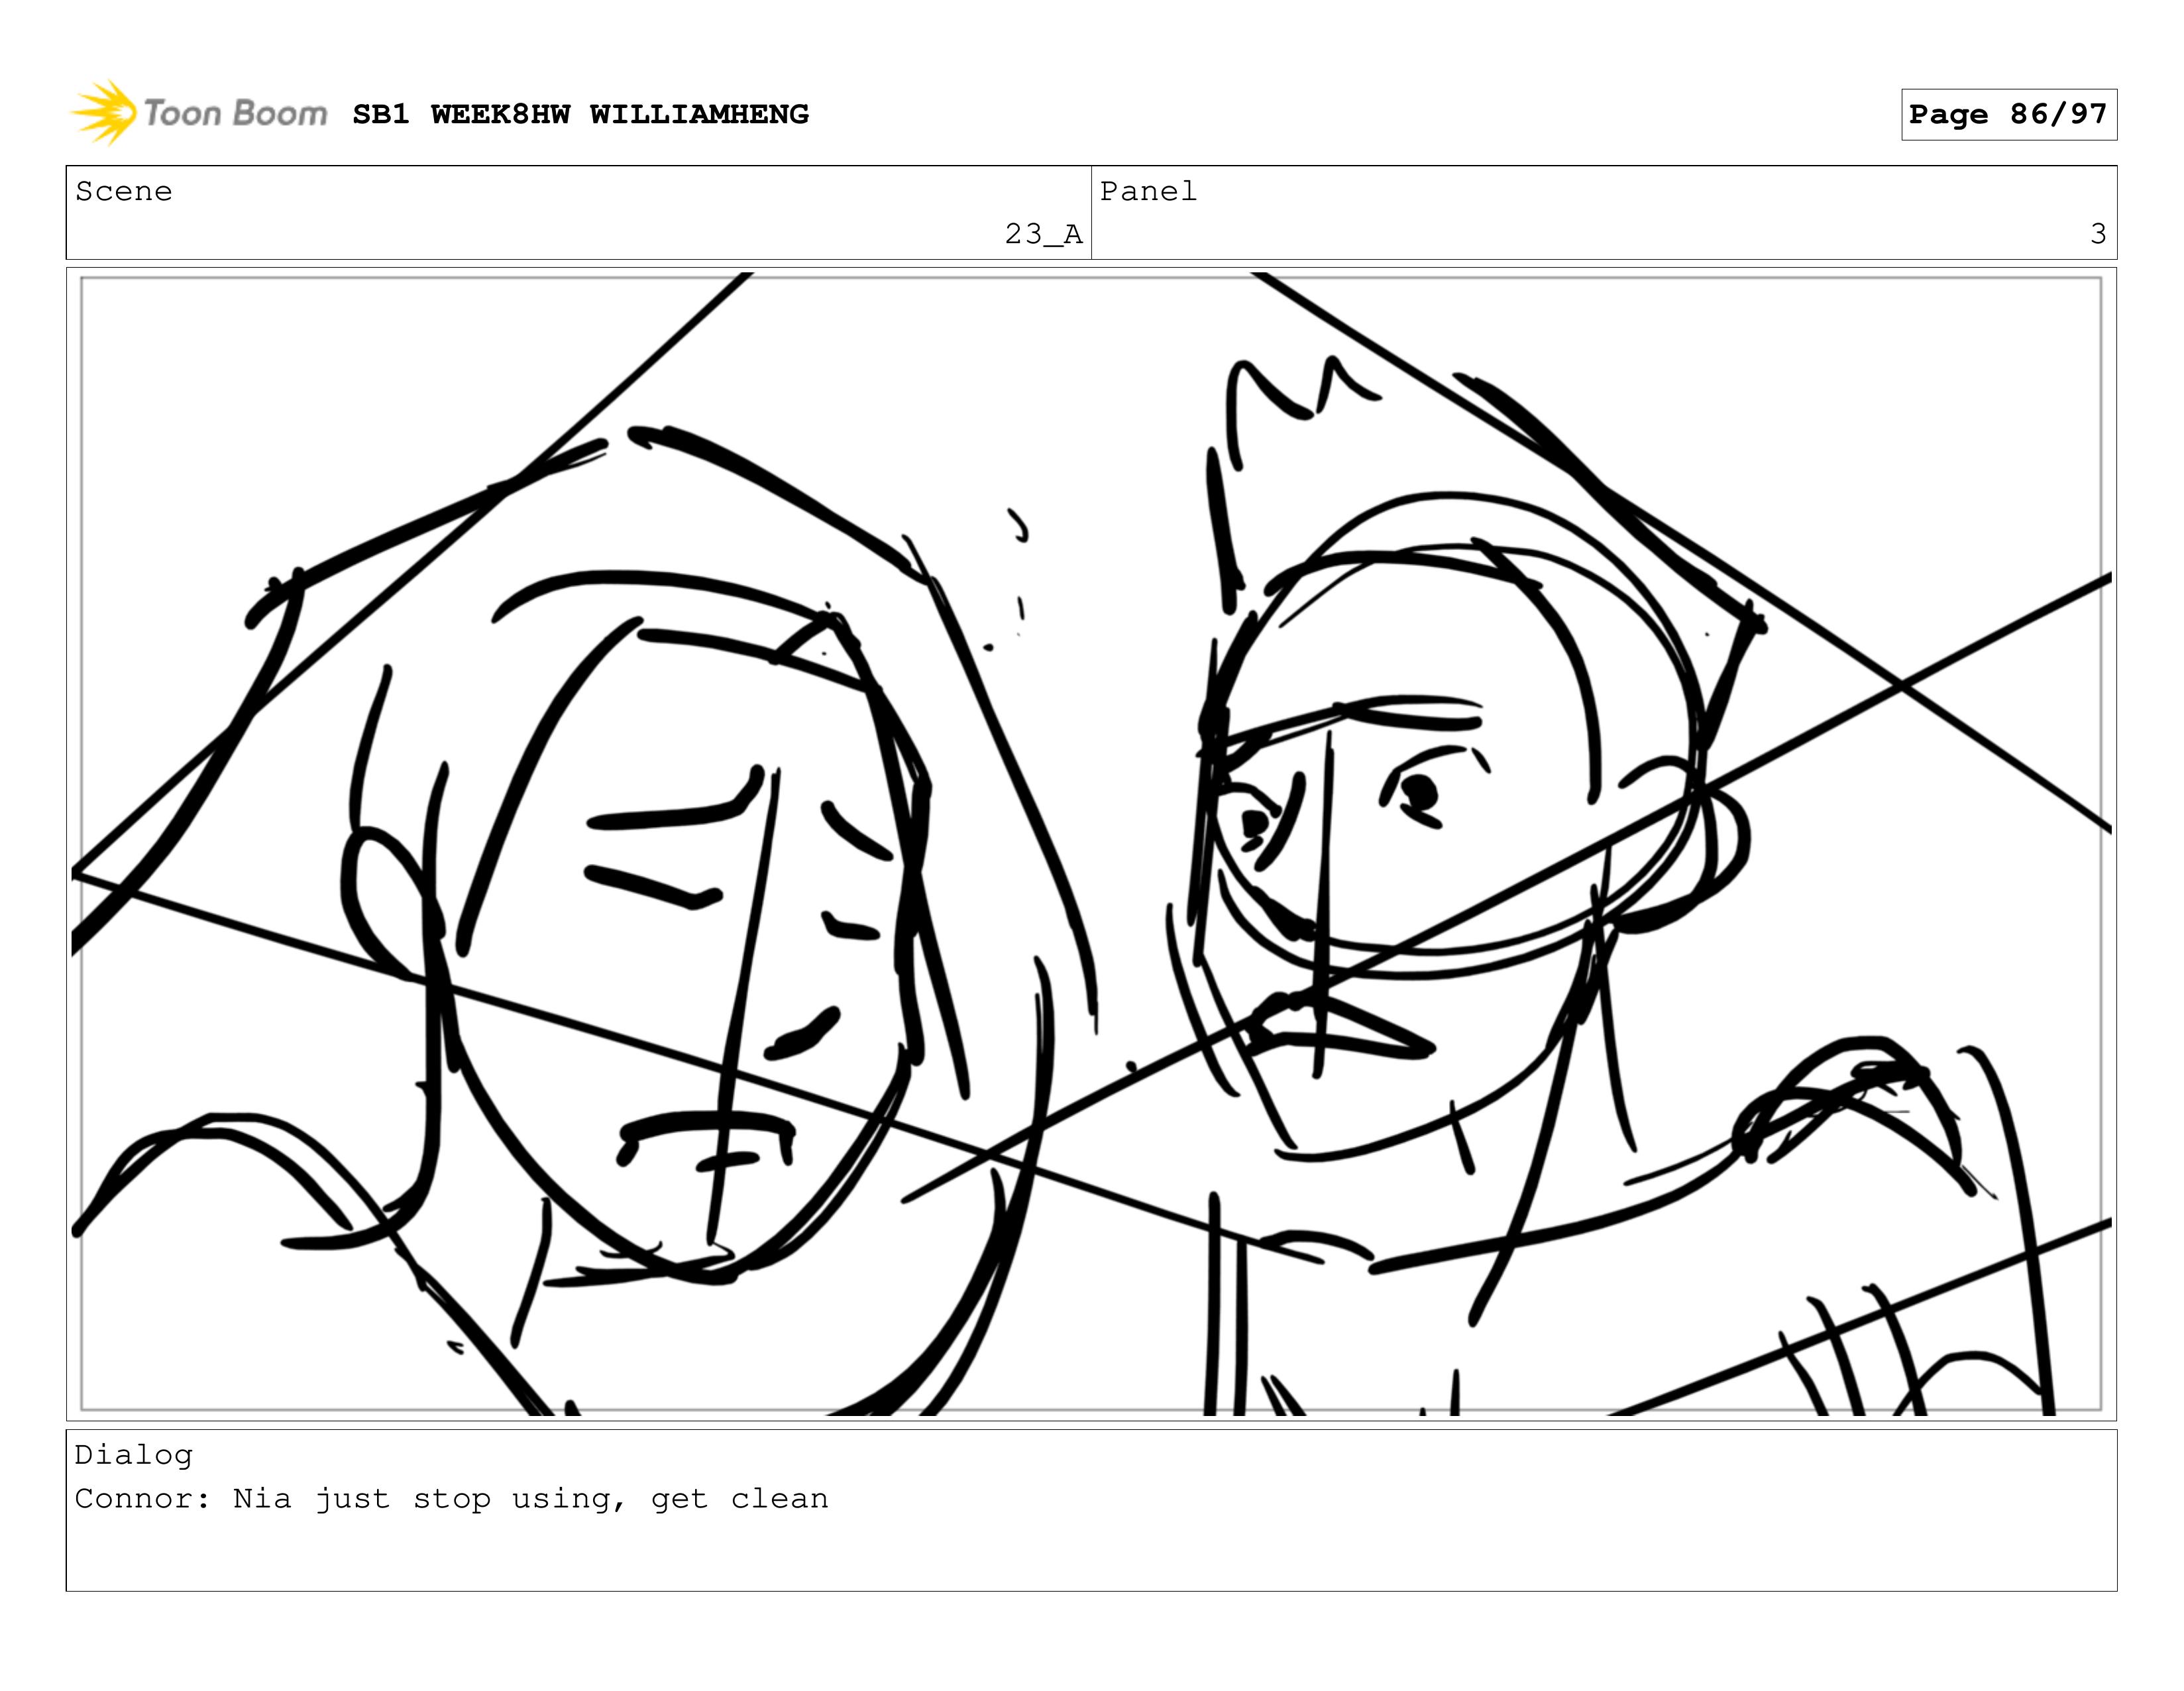 Toon Boom SB1 WEEK8HW WILLIAMHENG
Page 86/97
Scene
Panel
23_A
3
Dialog
Connor: Nia just stop using, get clean